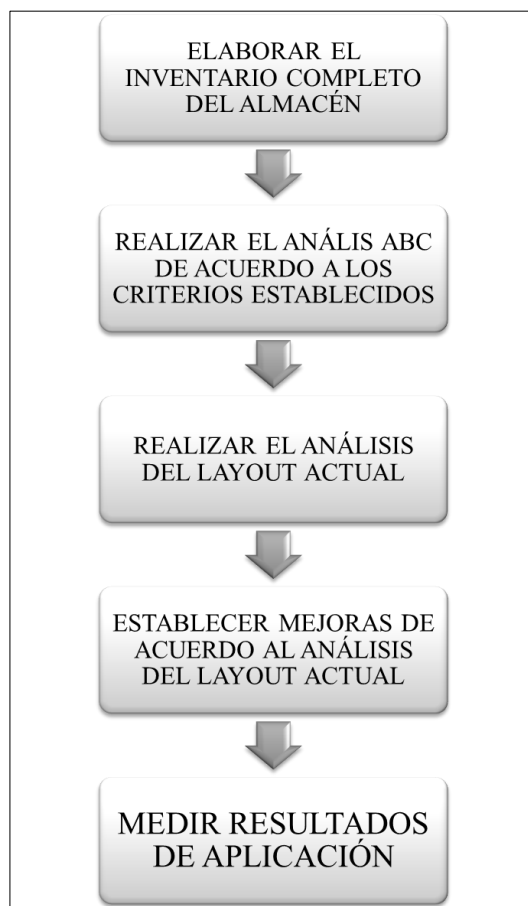 ELABORAR EL
INVENTARIO COMPLETO
DEL ALMACÉN
REALIZAR EL ANÁLIS ABC
DE ACUERDO A LOS
CRITERIOS ESTABLECIDOS
REALIZAR EL ANÁLISIS
DEL LAYOUT ACTUAL
ESTABLECER MEJORAS DE
ACUERDO AL ANÁLISIS
DEL LAYOUT ACTUAL
MEDIR RESULTADOS
DE APLICACIÓN